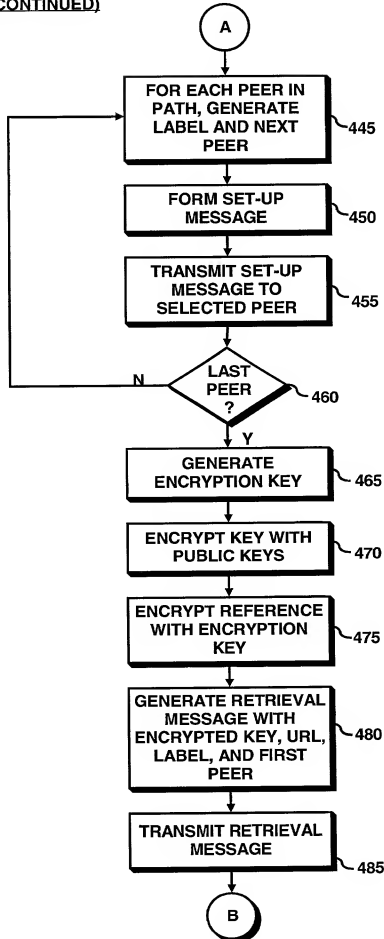 CONTINUED)
A
FOR EACH PEER IN
PATH, GENERATE
LABEL AND NEXT
PEER
445
FORM SET-UP
MESSAGE
450
TRANSMIT SET-UP
MESSAGE TO
SELECTED PEER
455
N
LAST
PEER
?
460
Y
GENERATE
ENCRYPTION KEY
465
ENCRYPT KEY WITH
PUBLIC KEYS
470
ENCRYPT REFERENCE
WITH ENCRYPTION
KEY
475
GENERATE RETRIEVAL
MESSAGE WITH
ENCRYPTED KEY, URL,
LABEL, AND FIRST
PEER
480
TRANSMIT RETRIEVAL
MESSAGE
485
B